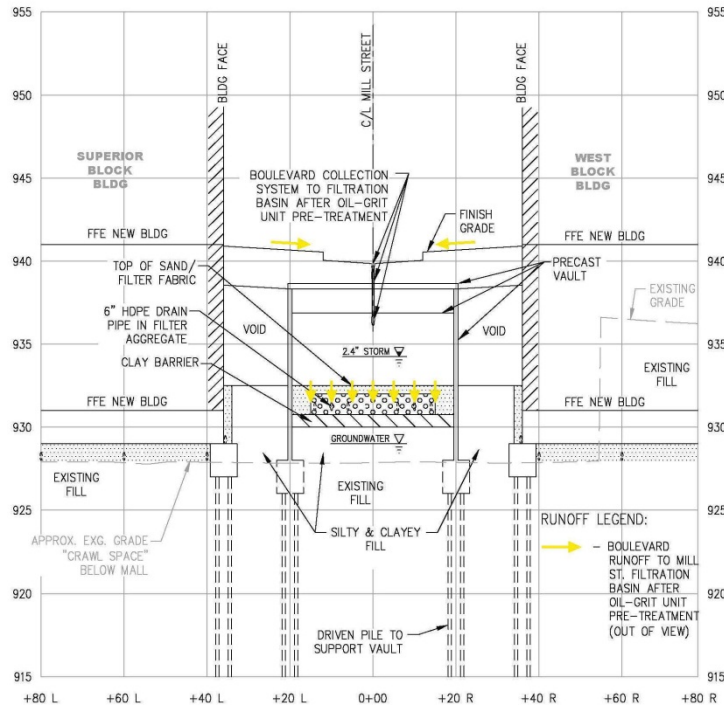 955
955
BLDG FACE
C/L MILL STREET
BLDG FACE
950
950
SUPERIOR
BLOCK
BLDG
WEST
BLOCK
BLDG
945
945
BOULEVARD COLLECTION
SYSTEM TO FILTRATION
BASIN AFTER OIL-GRIT
UNIT PRE-TREATMENT
FINISH
GRADE
FFE NEW BLDG
FFE NEW BLDG
940
940
TOP OF SAND/
FILTER FABRIC
PRECAST
VAULT
EXISTING
GRADE
6" HDPE DRAIN
PIPE IN FILTER
AGGREGATE
VOID
VOID
935
935
2.4" STORM
CLAY BARRIER
EXISTING
FILL
FFE NEW BLDG
FFE NEW BLDG
930
930
GROUNDWATER
EXISTING
FILL
EXISTING
FILL
SILTY & CLAYEY
FILL
925
925
APPROX. EXG. GRADE
"CRAWL SPACE"
BELOW MALL
RUNOFF LEGEND:
- BOULEVARD
RUNOFF TO MILL
ST. FILTRATION
BASIN AFTER
OIL-GRIT UNIT
PRE-TREATMENT
(OUT OF VIEW)
920
920
DRIVEN PILE TO
SUPPORT VAULT
915
915
+80 L +60 L +40 L +20 L 0+00 +20 R +40 R +60 R +80 R